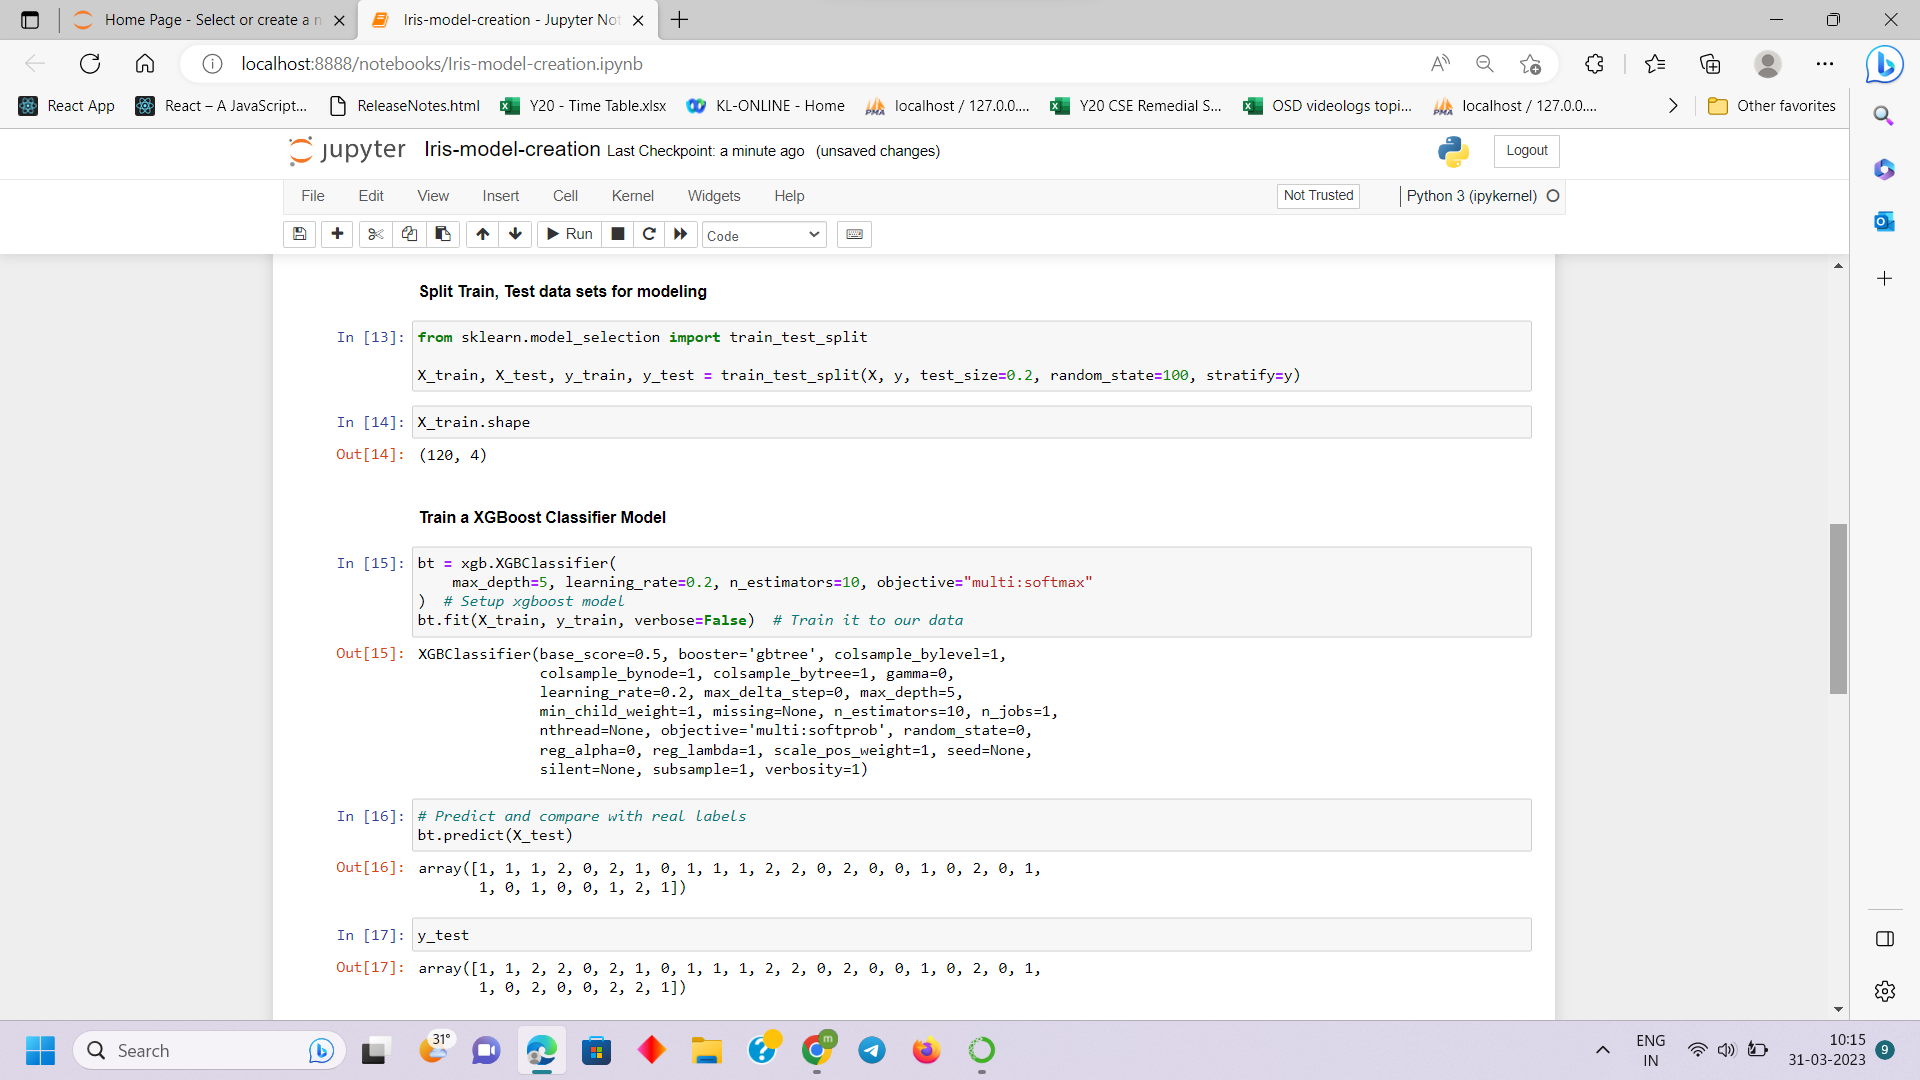 Home Page - Select or create a n
Iris-model-creation - Jupyter Not
localhost:8888/notebooks/Iris-model-creation.ipynb
React App
React – A JavaScript...
ReleaseNotes.html
Y20 - Time Table.xlsx
KL-ONLINE - Home
localhost / 127.0.0....
Y20 CSE Remedial S...
OSD videologs topi...
localhost / 127.0.0....
Other favorites
jupyter Iris-model-creation Last Checkpoint: a minute ago (unsaved changes)
Logout
File Edit View Insert Cell Kernel Widgets Help
Not Trusted
Python 3 (ipykernel)
Run
Code
Split Train, Test data sets for modeling
In [13]: from sklearn.model_selection import train_test_split
X_train, X_test, y_train, y_test = train_test_split(X, y, test_size=0.2, random_state=100, stratify=y)
In [14]: X_train.shape
Out[14]: (120, 4)
Train a XGBoost Classifier Model
In [15]: bt = xgb.XGBClassifier(
max_depth=5, learning_rate=0.2, n_estimators=10, objective="multi:softmax"
) # Setup xgboost model
bt.fit(X_train, y_train, verbose=False) # Train it to our data
Out[15]: XGBClassifier(base_score=0.5, booster='gbtree', colsample_bylevel=1,
colsample_bynode=1, colsample_bytree=1, gamma=0,
learning_rate=0.2, max_delta_step=0, max_depth=5,
min_child_weight=1, missing=None, n_estimators=10, n_jobs=1,
nthread=None, objective='multi:softprob', random_state=0,
reg_alpha=0, reg_lambda=1, scale_pos_weight=1, seed=None,
silent=None, subsample=1, verbosity=1)
In [16]: # Predict and compare with real labels
bt.predict(X_test)
Out[16]: array([1, 1, 1, 2, 0, 2, 1, 0, 1, 1, 1, 2, 2, 0, 2, 0, 0, 1, 0, 2, 0, 1,
1, 0, 1, 0, 0, 1, 2, 1])
In [17]: y_test
Out[17]: array([1, 1, 2, 2, 0, 2, 1, 0, 1, 1, 1, 2, 2, 0, 2, 0, 0, 1, 0, 2, 0, 1,
1, 0, 2, 0, 0, 2, 2, 1])
Search
31°
m
ENG
IN
10:15
31-03-2023
9